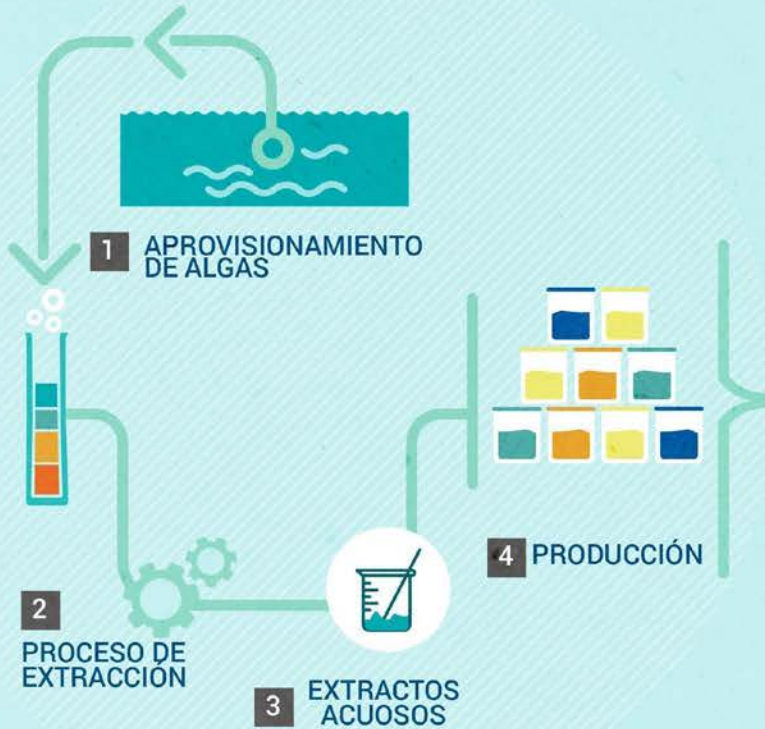 1 APROVISIONAMIENTO
DE ALGAS
2
PROCESO DE
EXTRACCIÓN
3 EXTRACTOS
ACUOSOS
4 PRODUCCIÓN